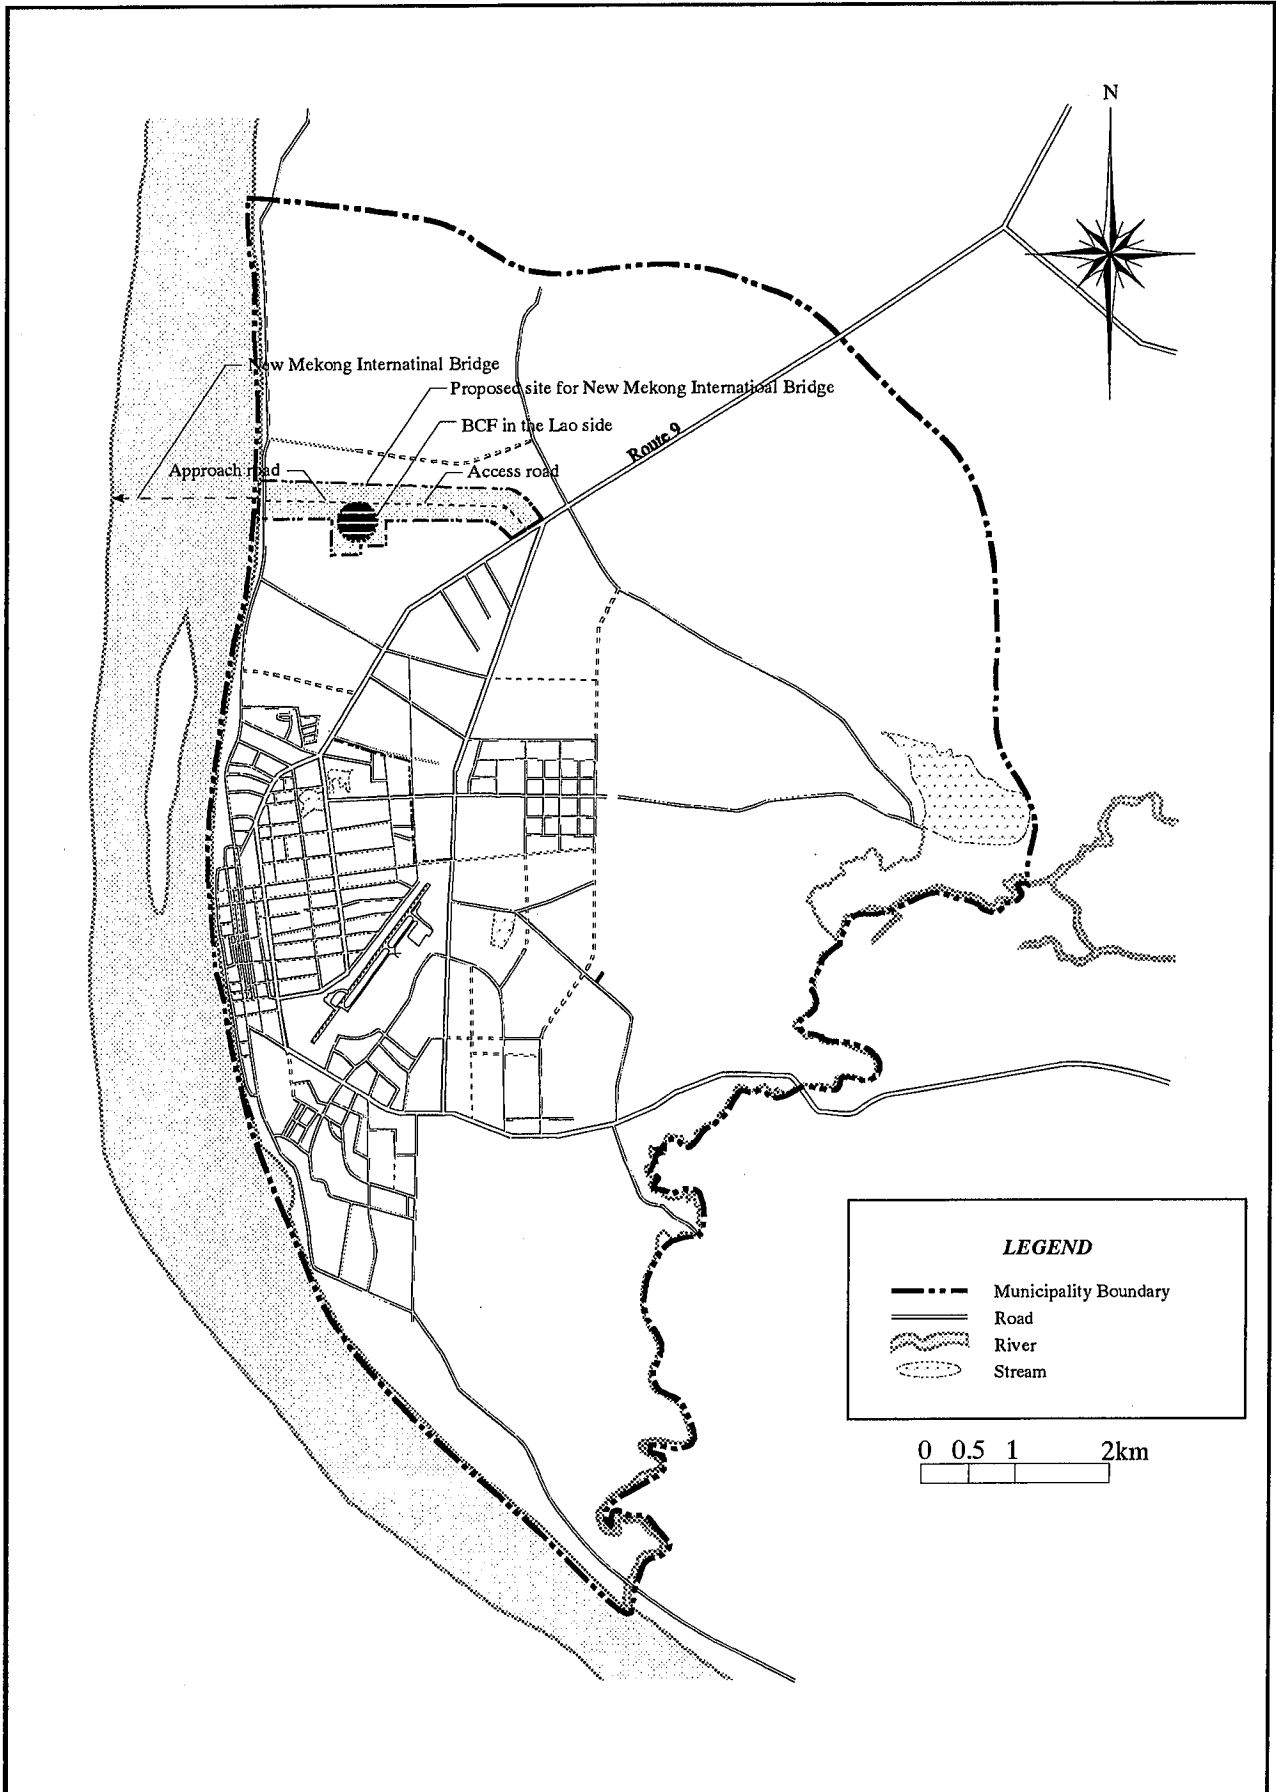 N
New Mekong Internatinal Bridge
Proposed site for New Mekong Internatioal Bridge
BCF in the Lao side
Route 9
Approach road
Access road
LEGEND
Municipality Boundary
Road
River
Stream
0 0.5 1 2km